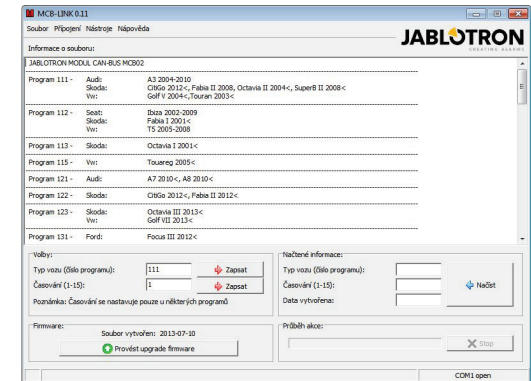 MCB-LINK 0.11
Soubor Připojení Nástroje Nápověda
JABLOTRON
CREATING ALARMS
Informace o souboru:
JABLOTRON MODUL CAN-BUS MCB02
Program 111 - Audi: A3 2004-2010
Skoda: CitiGo 2012<, Fabia II 2008, Octavia II 2004<, SuperB II 2008<
Vw: Golf V 2004<,Touran 2003<
Program 112 - Seat: Ibiza 2002-2009
Skoda: Fabia I 2001<
Vw: T5 2005-2008
Program 113 - Skoda: Octavia I 2001<
Program 115 - Vw: Touareg 2005<
Program 121 - Audi: A7 2010<, A8 2010<
Program 122 - Skoda: CitiGo 2012<, Fabia II 2012<
Program 123 - Skoda: Octavia III 2013<
Vw: Golf VII 2013<
Program 131 - Ford: Focus III 2012<
Volby:
Typ vozu (číslo programu): 111 Zapsat
Časování (1-15): 1 Zapsat
Poznámka: Časování se nastavuje pouze u některých programů
Načtené informace:
Typ vozu (číslo programu):
Časování (1-15):
Data vytvořena:
Načíst
Firmware:
Soubor vytvořen: 2013-07-10
Provést upgrade firmware
Průběh akce:
Stop
COM1 open